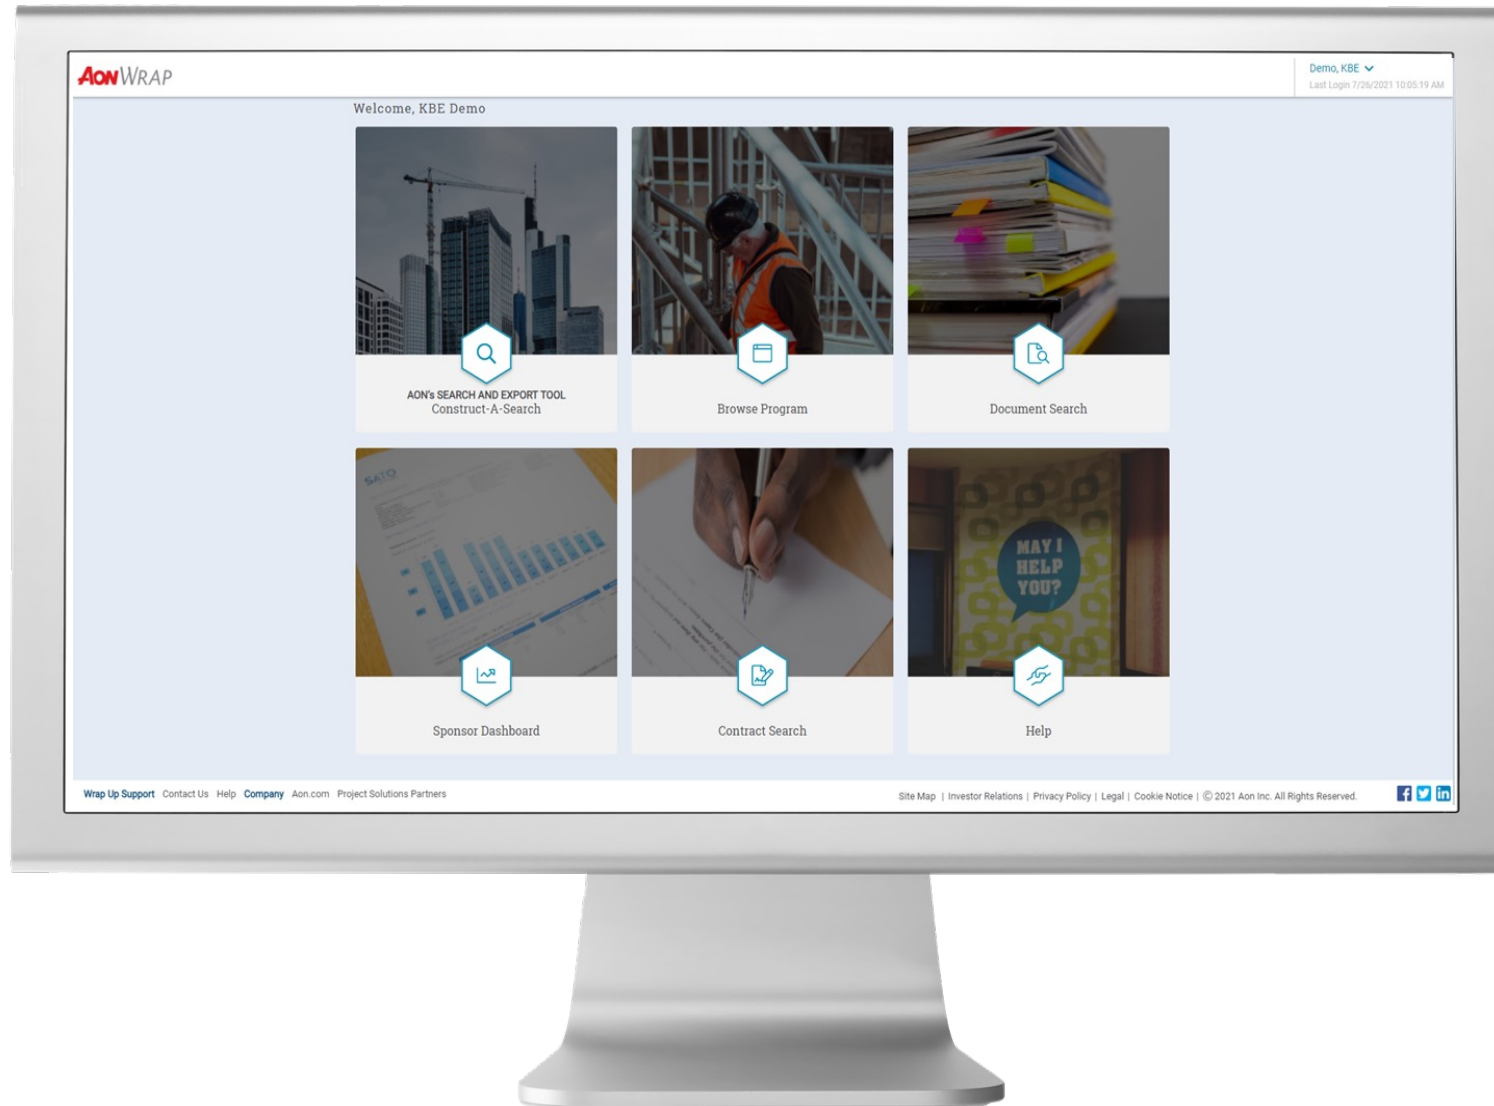 AON WRAP
Demo, KBE
Last Login 7/26/2021 10:05:19 AM
Welcome, KBE Demo
AON's SEARCH AND EXPORT TOOL
Construct-A-Search
Browse Program
Document Search
SATO
MAY I
HELP
YOU?
Sponsor Dashboard
Contract Search
Help
Wrap Up Support Contact Us Help Company Aon.com Project Solutions Partners
Site Map | Investor Relations | Privacy Policy | Legal | Cookie Notice | © 2021 Aon Inc. All Rights Reserved.